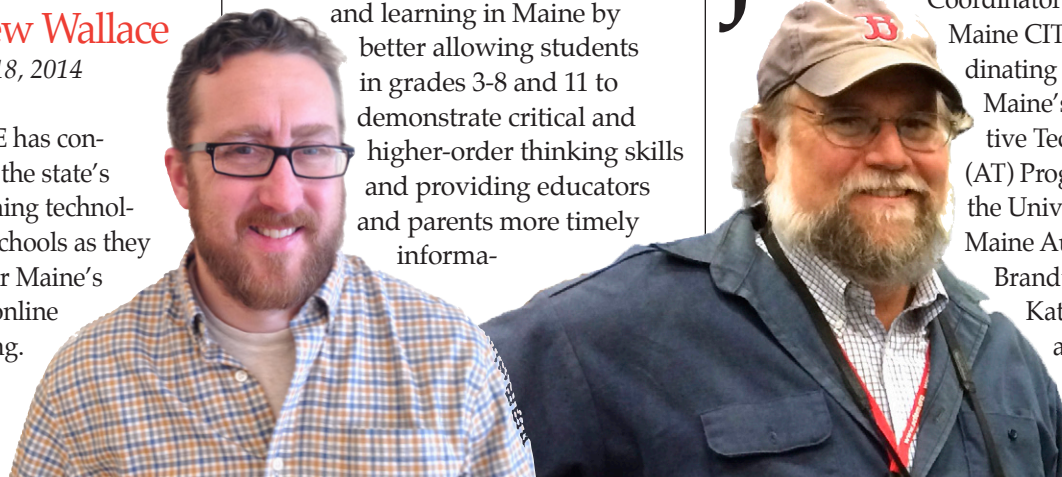 ew Wallace
18, 2014
E has con-
the state's
ing technol-
chools as they
r Maine's
online
g.
and learning in Maine by
better allowing students
in grades 3-8 and 11 to
demonstrate critical and
higher-order thinking skills
and providing educators
and parents more timely
informa-
J
B
Coordinator
Maine CIT
dinating
Maine's
tive Tec
(AT) Prog
the Univ
Maine Au
Brand
Kat
a